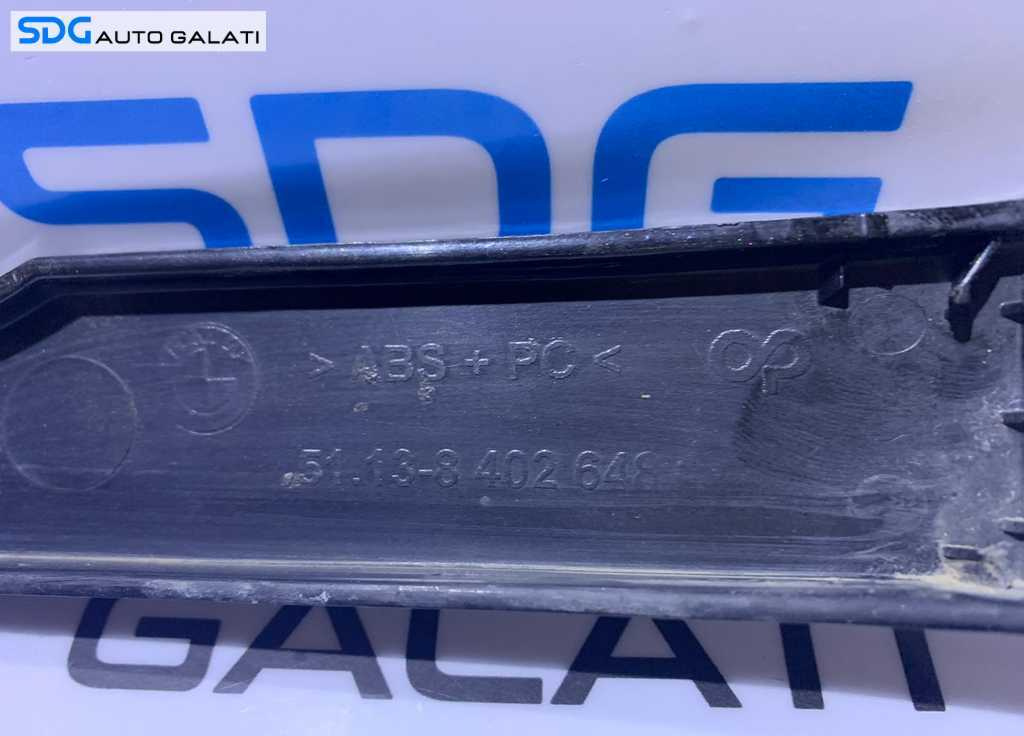 SDG AUTO GALATI
SDG
> ABS + PC <
51.13-8 402 648
GALATI